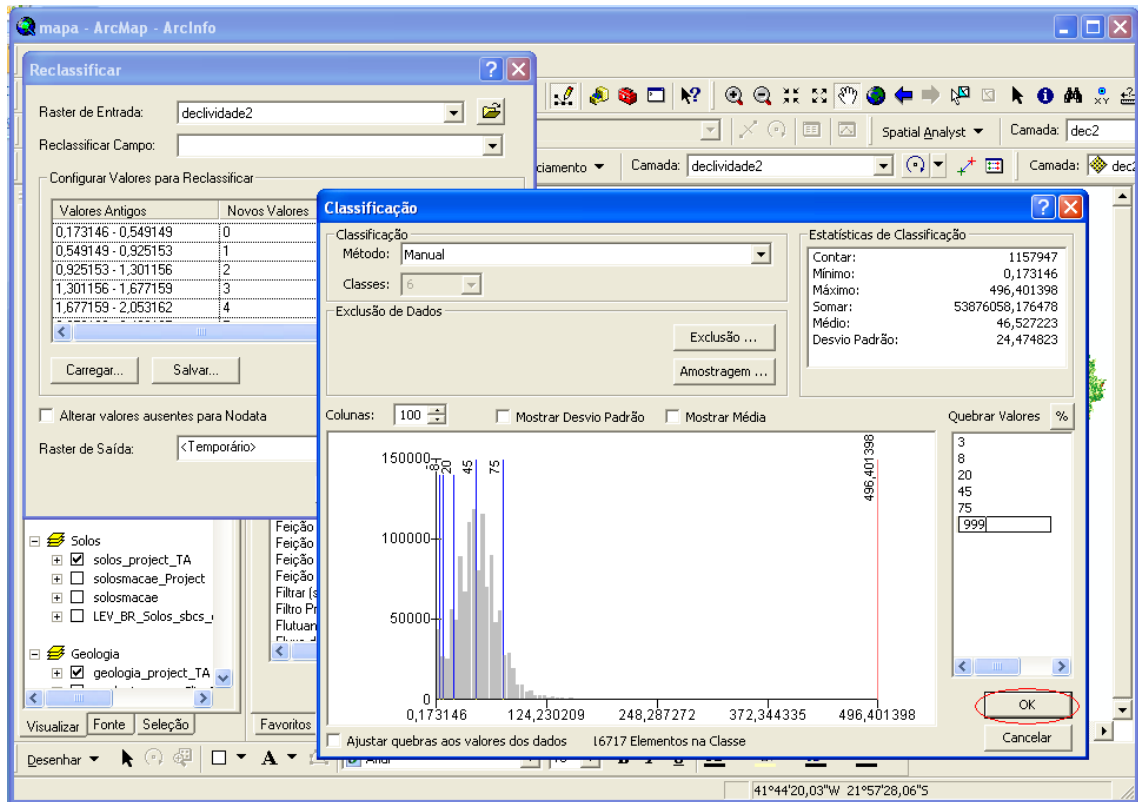 mapa - ArcMap - ArcInfo
Reclassificar
Raster de Entrada: declividade2
Reclassificar Campo:
Configurar Valores para Reclassificar
Valores Antigos Novos Valores
0,173146 - 0,549149 0
0,549149 - 0,925153 1
0,925153 - 1,301156 2
1,301156 - 1,677159 3
1,677159 - 2,053162 4
Carregar... Salvar...
Alterar valores ausentes para Nodata
Raster de Saída: <Temporário>
Spatial Analyst Camada: dec2
ciamento Camada: declividade2 Camada: dec
Classificação
Classificação
Método: Manual
Classes: 6
Exclusão de Dados
Exclusão ...
Amostragem ...
Estatísticas de Classificação
Contar: 1157947
Mínimo: 0,173146
Máximo: 496,401398
Somar: 53876058,176478
Médio: 46,527223
Desvio Padrão: 24,474823
Colunas: 100 Mostrar Desvio Padrão Mostrar Média
Quebrar Valores %
3
8
20
45
75
999
150000
100000
50000
0
8 20 45 75 496,401398
0,173146 124,230209 248,287272 372,344335 496,401398
Ajustar quebras aos valores dos dados 16717 Elementos na Classe
OK
Cancelar
Solos
solos_project_TA
solosmacae_Project
solosmacae
LEV_BR_Solos_sbcs_
Geologia
geologia_project_TA
Feição
Feição
Feição
Feição
Filtrar (s
Filtro Pr
Flutuan
Visualizar Fonte Seleção
Favoritos
Desenhar A
41°44'20,03"W 21°57'28,06"S